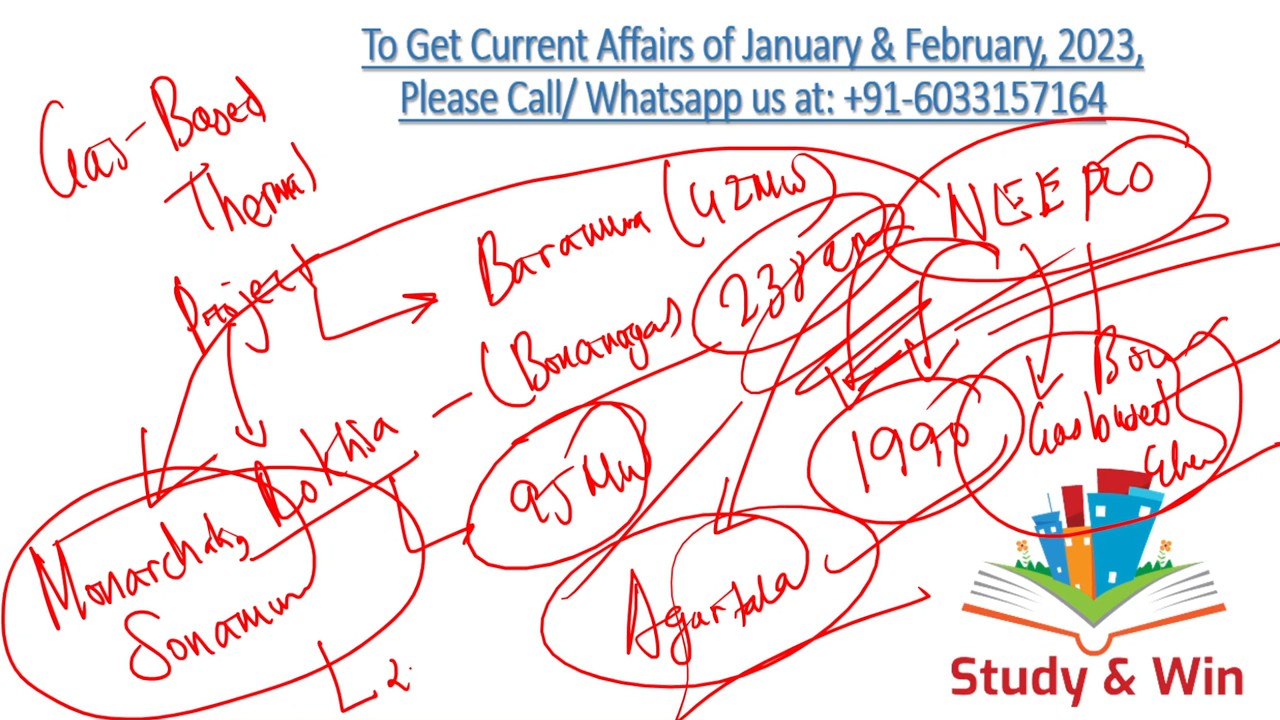 To Get Current Affairs of January & February, 2023,
Please Call/ Whatsapp us at: +91-6033157164
Gas-Based
Thermal
Project
Baramura (42MW)
NEEPCO
(Bonanagar)
Rokhia
95 MW
1990
Gas based
Monarchak,
Sonamura
Agartala
Study & Win